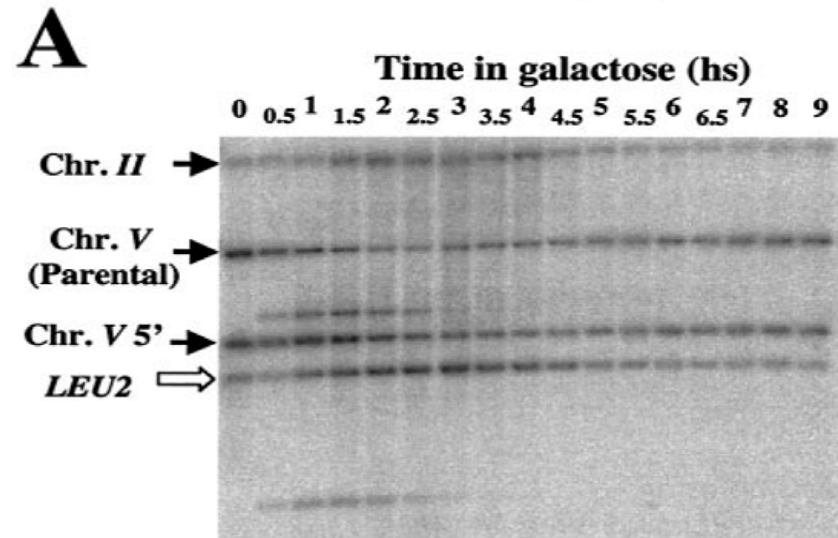 A
Time in galactose (hs)
0 0.5 1 1.5 2 2.5 3 3.5 4 4.5 5 5.5 6 6.5 7 8 9
Chr. II
Chr. V
(Parental)
Chr. V 5'
LEU2